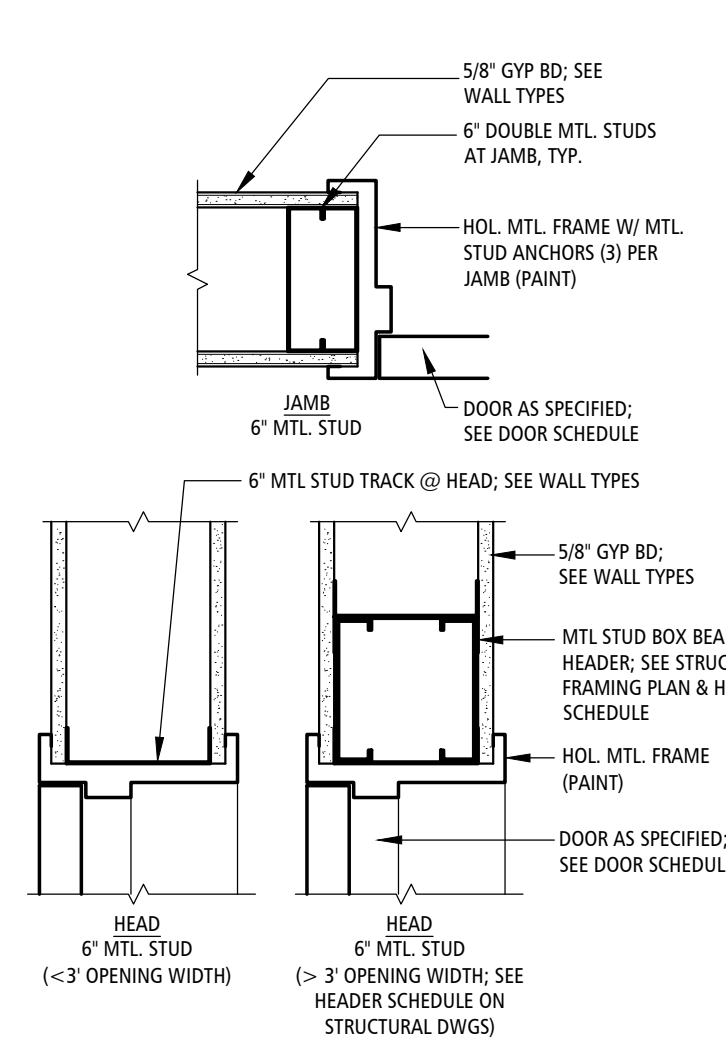 5/8" GYP BD; SEE
WALL TYPES
6" DOUBLE MTL. STUDS
AT JAMB, TYP.
HOL. MTL. FRAME W/ MTL.
STUD ANCHORS (3) PER
JAMB (PAINT)
JAMB
6" MTL. STUD
DOOR AS SPECIFIED;
SEE DOOR SCHEDULE
6" MTL STUD TRACK @ HEAD; SEE WALL TYPES
5/8" GYP BD;
SEE WALL TYPES
MTL STUD BOX BEA
HEADER; SEE STRUC
FRAMING PLAN & H
SCHEDULE
HOL. MTL. FRAME
(PAINT)
DOOR AS SPECIFIED;
SEE DOOR SCHEDUL
HEAD
6" MTL. STUD
(<3' OPENING WIDTH)
HEAD
6" MTL. STUD
(> 3' OPENING WIDTH; SEE
HEADER SCHEDULE ON
STRUCTURAL DWGS)